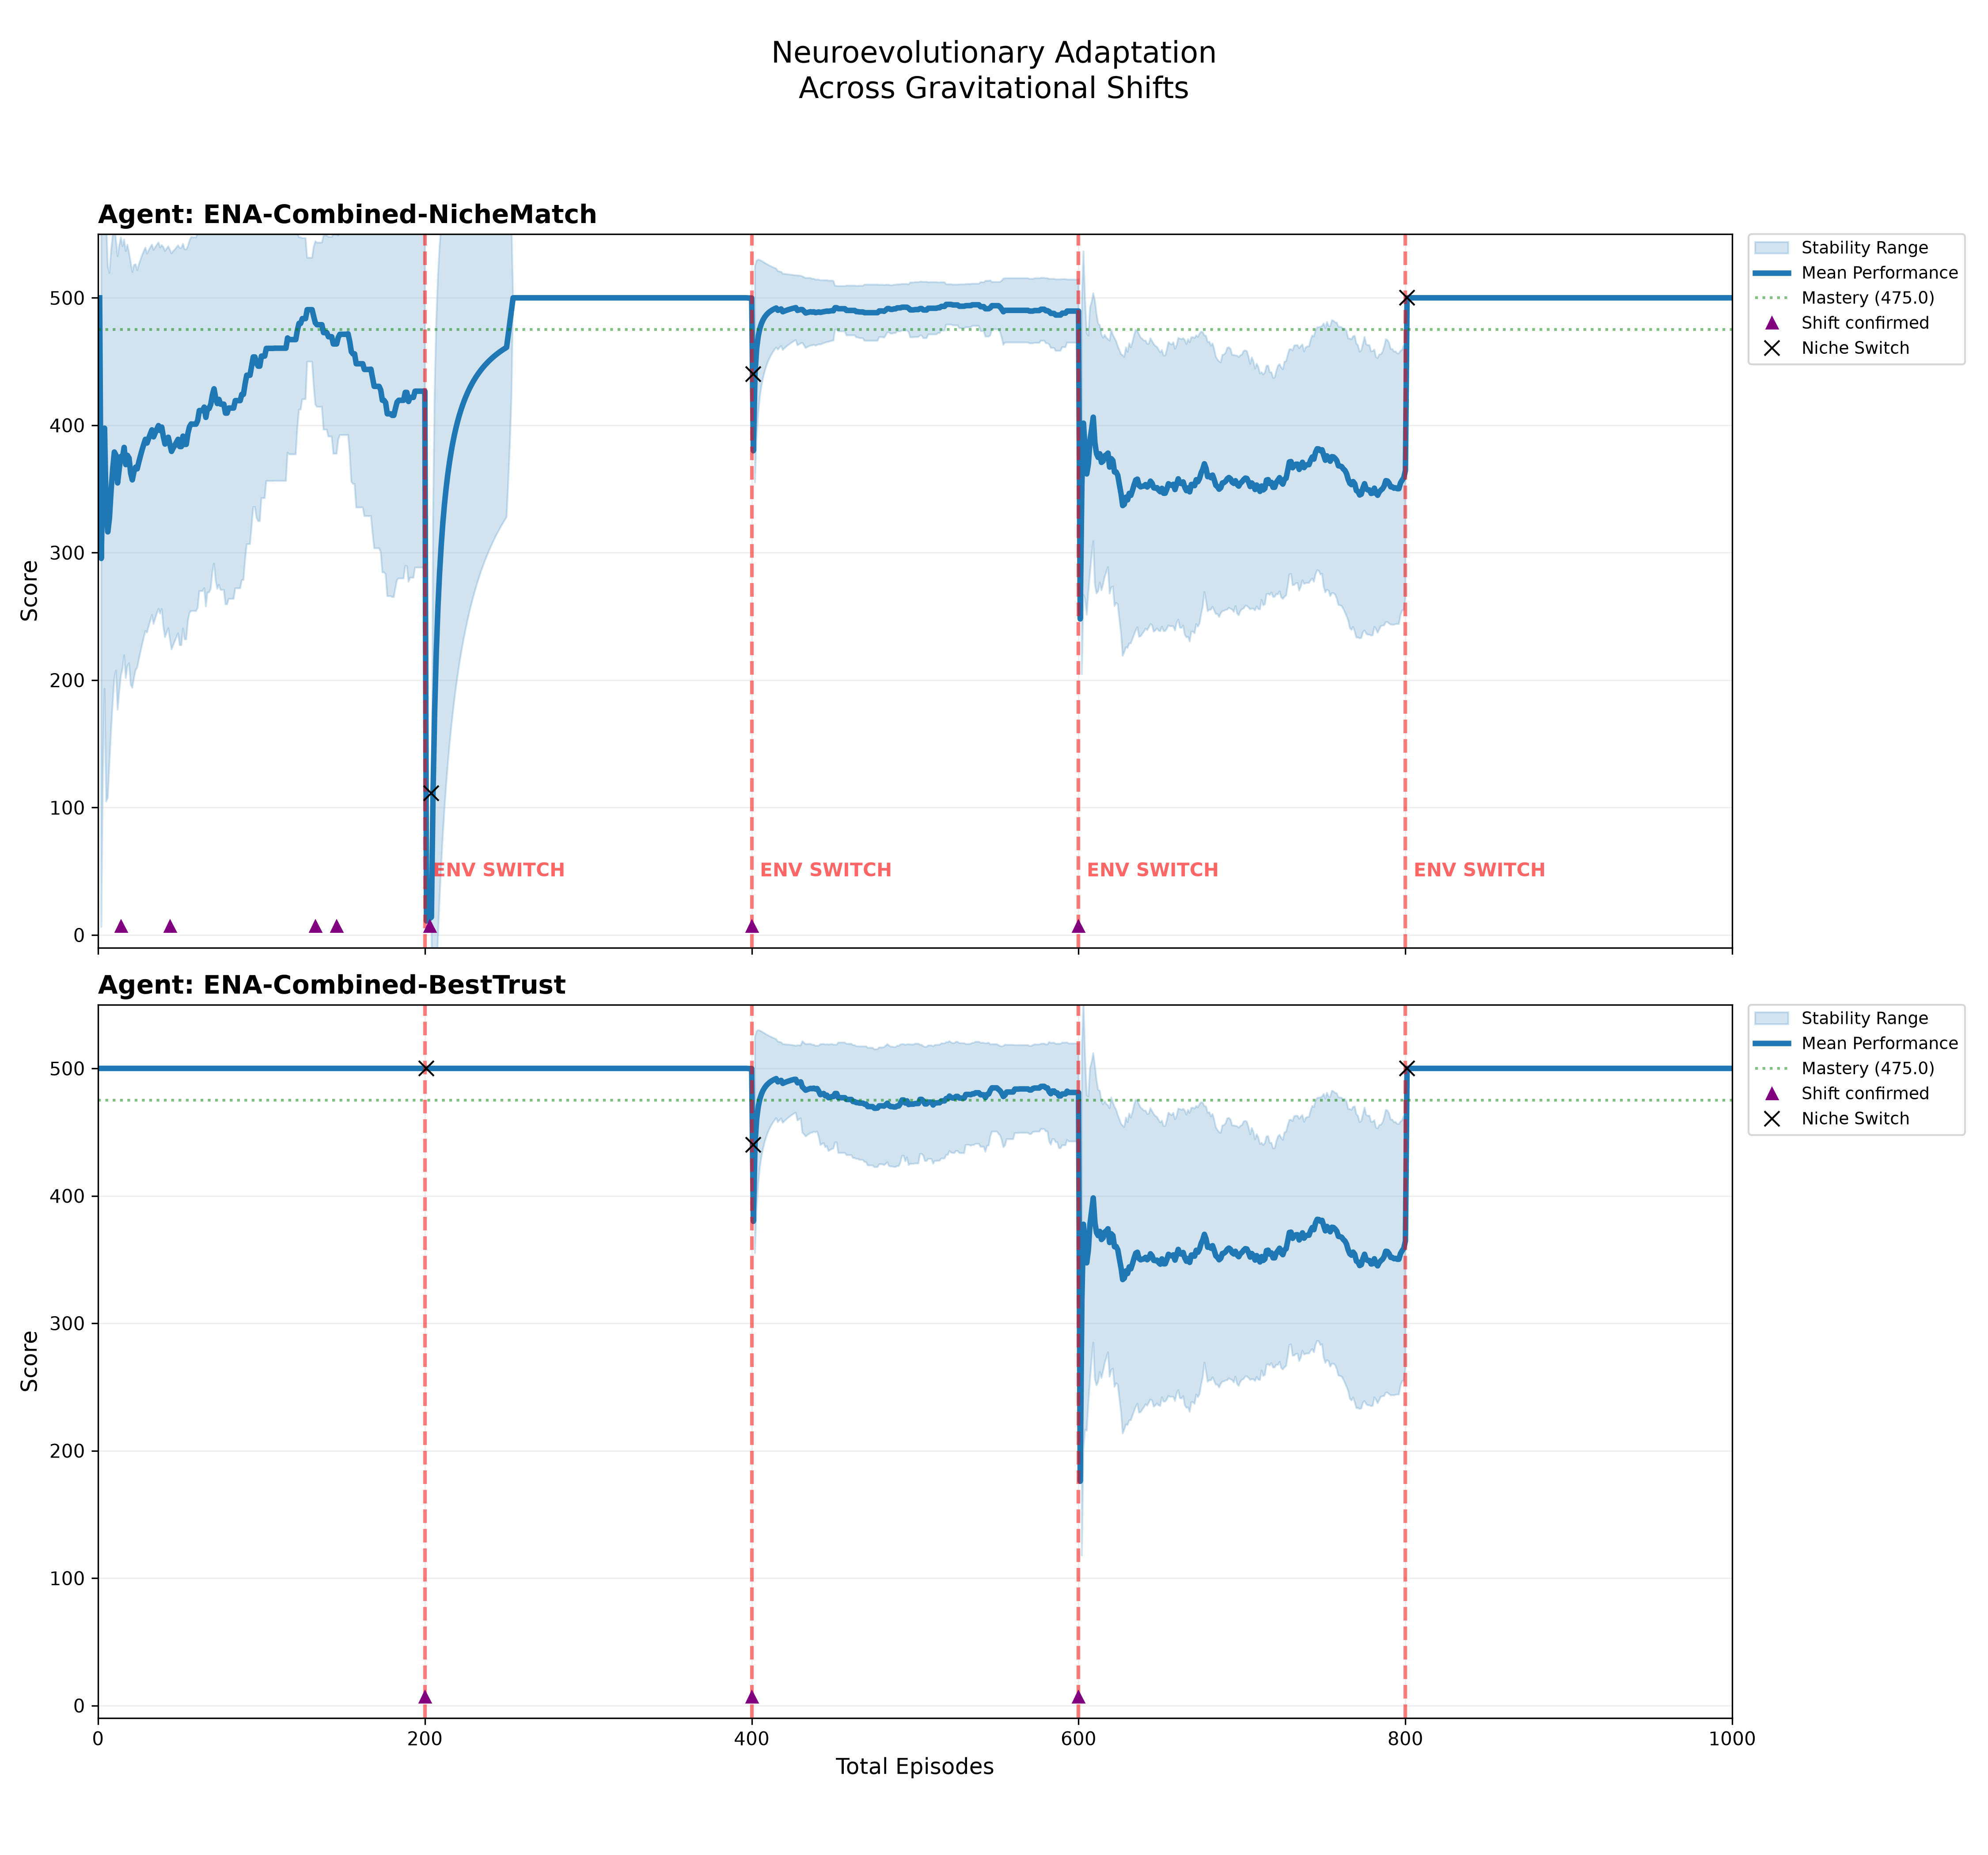 Neuroevolutionary Adaptation
Across Gravitational Shifts
Agent: ENA-Combined-NicheMatch
Score
500
400
300
200
100
0
ENV SWITCH
ENV SWITCH
ENV SWITCH
ENV SWITCH
Stability Range
Mean Performance
Mastery (475.0)
Shift confirmed
Niche Switch
Agent: ENA-Combined-BestTrust
Score
500
400
300
200
100
0
Stability Range
Mean Performance
Mastery (475.0)
Shift confirmed
Niche Switch
0
200
400
600
800
1000
Total Episodes